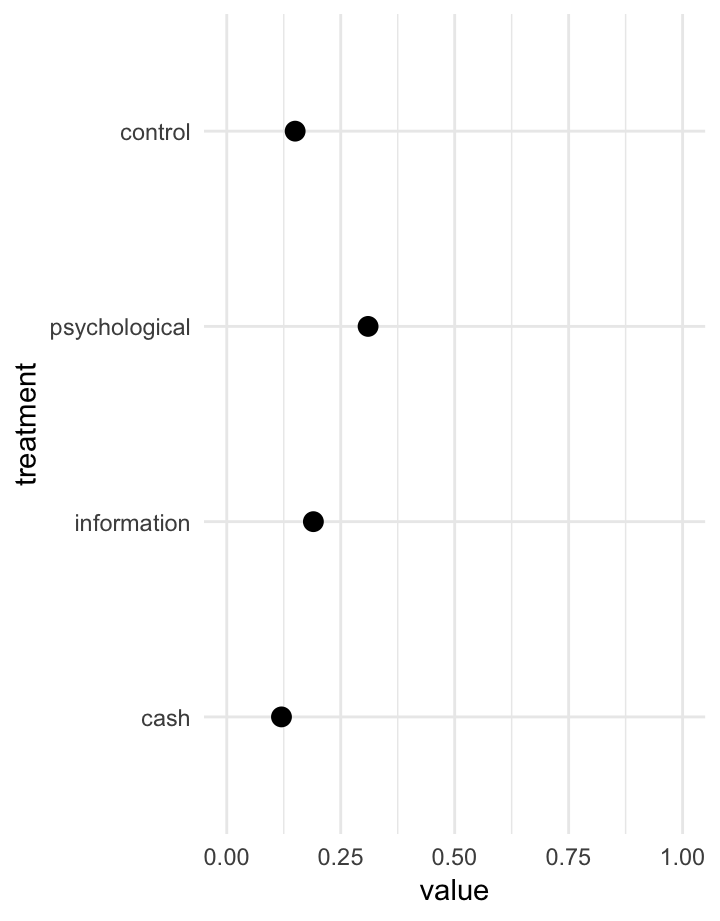 control
psychological
information
cash
treatment
0.00 0.25 0.50 0.75 1.00
value